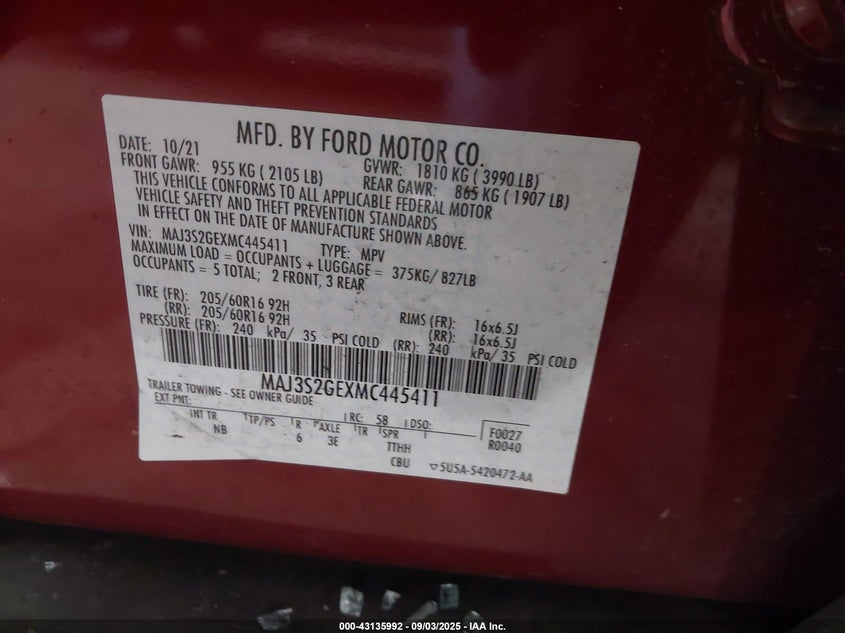 MFD. BY FORD MOTOR CO.
DATE: 10/21 GVWR: 1810 KG ( 3990 LB)
FRONT GAWR: 955 KG ( 2105 LB) REAR GAWR: 865 KG ( 1907 LB)
THIS VEHICLE CONFORMS TO ALL APPLICABLE FEDERAL MOTOR
VEHICLE SAFETY AND THEFT PREVENTION STANDARDS
IN EFFECT ON THE DATE OF MANUFACTURE SHOWN ABOVE.
VIN: MAJ3S2GEXMC445411 TYPE: MPV
MAXIMUM LOAD = OCCUPANTS + LUGGAGE = 375KG/ 827LB
OCCUPANTS = 5 TOTAL; 2 FRONT, 3 REAR
TIRE (FR): 205/60R16 92H RIMS (FR): 16x6.5J
(RR): 205/60R16 92H (RR): 16x6.5J
PRESSURE (FR): 240 kPa/ 35 PSI COLD (RR): 240 kPa/ 35 PSI COLD
MAJ3S2GEXMC445411
TRAILER TOWING - SEE OWNER GUIDE
EXT PNT: RC: 58 DSO: F0027
INT TR TP/PS R AXLE TR SPR R0040
NB 6 3E TTHH
CBU 5U5A-5420472-AA
000-43135992 - 09/03/2025 - IAA Inc.